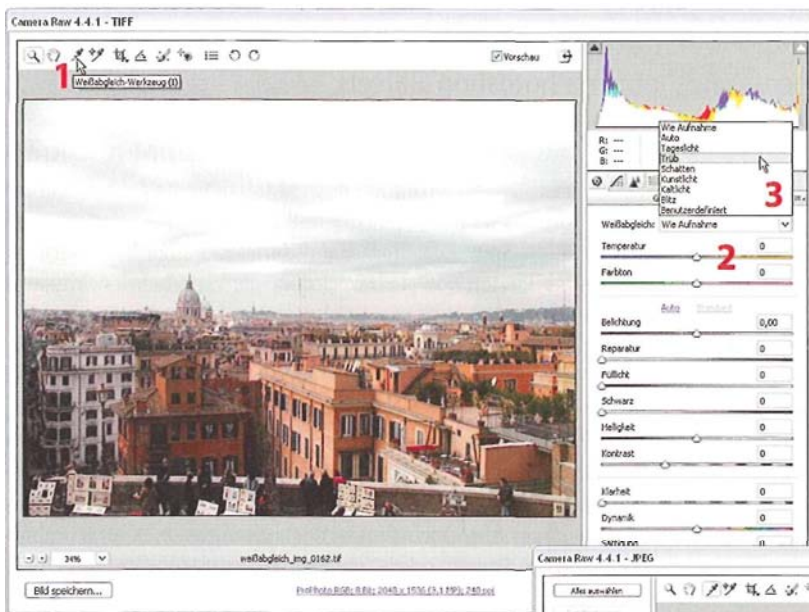 Camera Raw 4.4.1 - TIFF
1
Weißabgleich-Werkzeug (I)
Vorschau
R: ---
G: ---
B: ---
Wie Aufnahme
Auto
Tageslicht
Trüb
Schatten
Kunstlicht
Kaltlicht
Blitz
Benutzerdefiniert
3
Weißabgleich: Wie Aufnahme
Temperatur 0
2
Farbton 0
Auto Standard
Belichtung 0,00
Reparatur 0
Fülllicht 0
Schwarz 0
Helligkeit 0
Kontrast 0
Klarheit 0
Dynamik 0
Sättigung
24%
weißabgleich_img_0162.tif
Bild speichern...
ProPhoto RGB; 8 Bit; 2048 x 1536 (3,1 MP); 240 ppi
Camera Raw 4.4.1 - JPEG
Alles auswählen